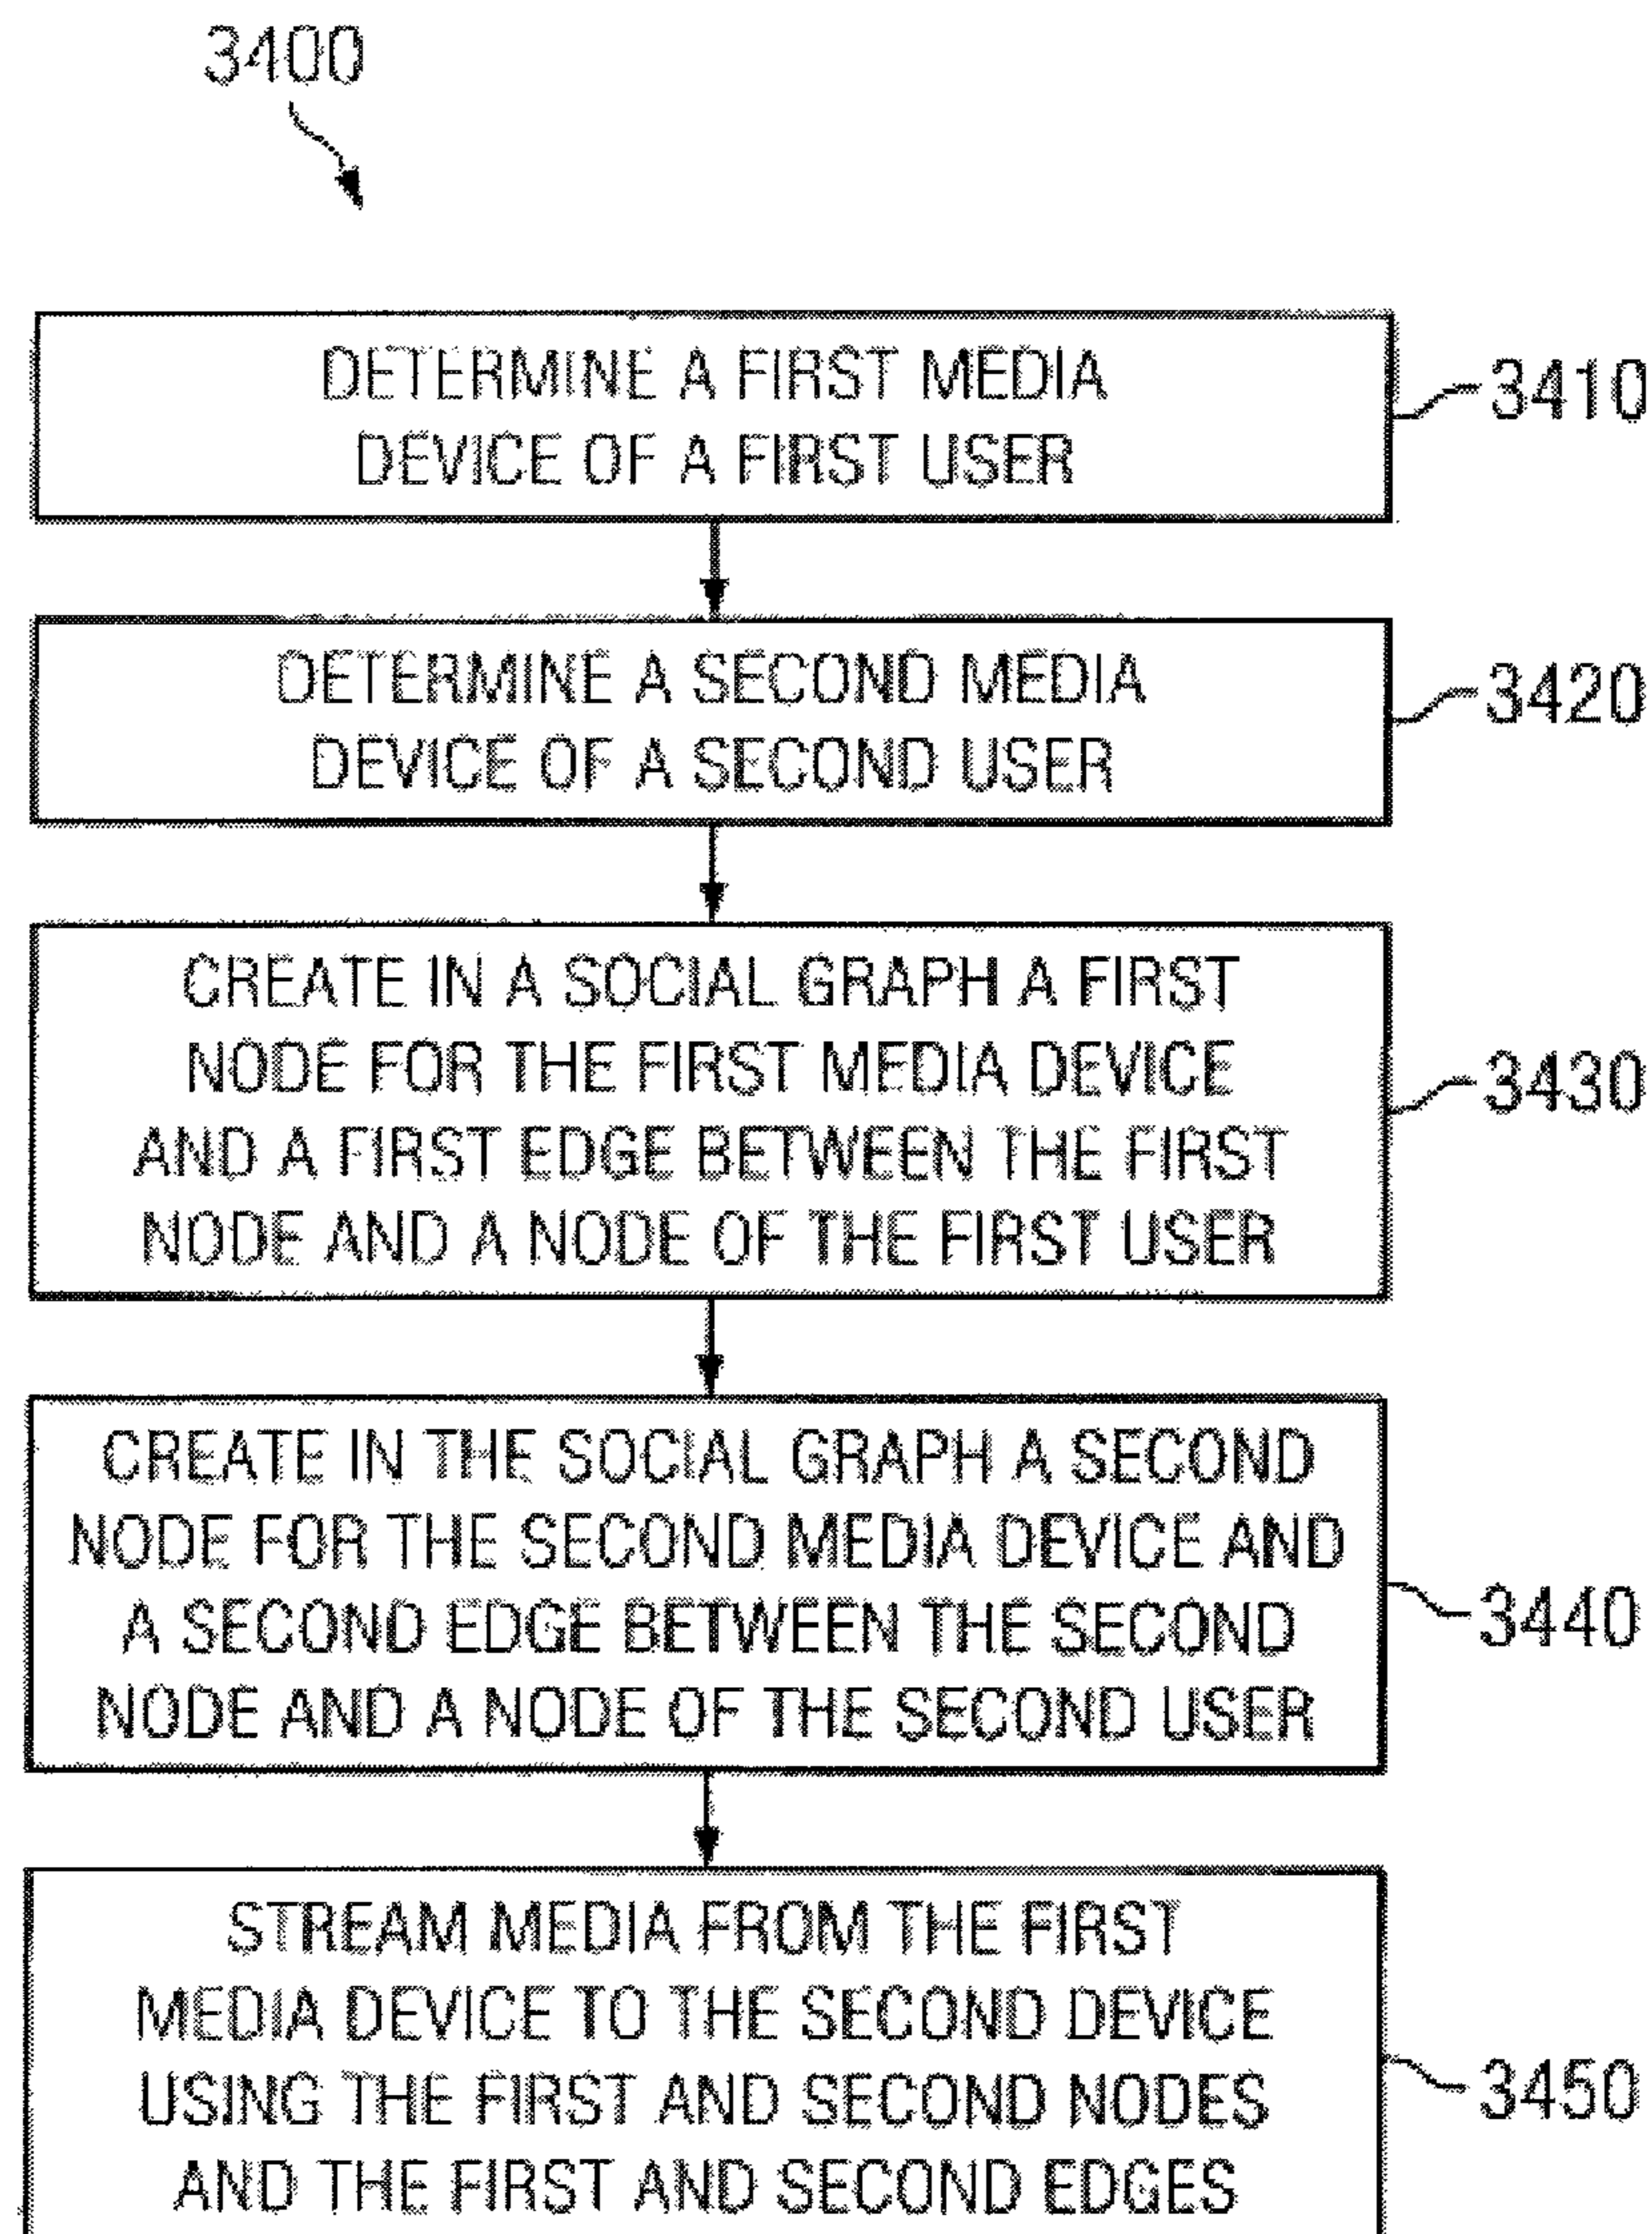 3400
DETERMINE A FIRST MEDIA
DEVICE OF A FIRST USER
3410
DETERMINE A SECOND MEDIA
DEVICE OF A SECOND USER
3420
CREATE IN A SOCIAL GRAPH A FIRST
NODE FOR THE FIRST MEDIA DEVICE
AND A FIRST EDGE BETWEEN THE FIRST
NODE AND A NODE OF THE FIRST USER
3430
CREATE IN THE SOCIAL GRAPH A SECOND
NODE FOR THE SECOND MEDIA DEVICE AND
A SECOND EDGE BETWEEN THE SECOND
NODE AND A NODE OF THE SECOND USER
3440
STREAM MEDIA FROM THE FIRST
MEDIA DEVICE TO THE SECOND DEVICE
USING THE FIRST AND SECOND NODES
AND THE FIRST AND SECOND EDGES
3450